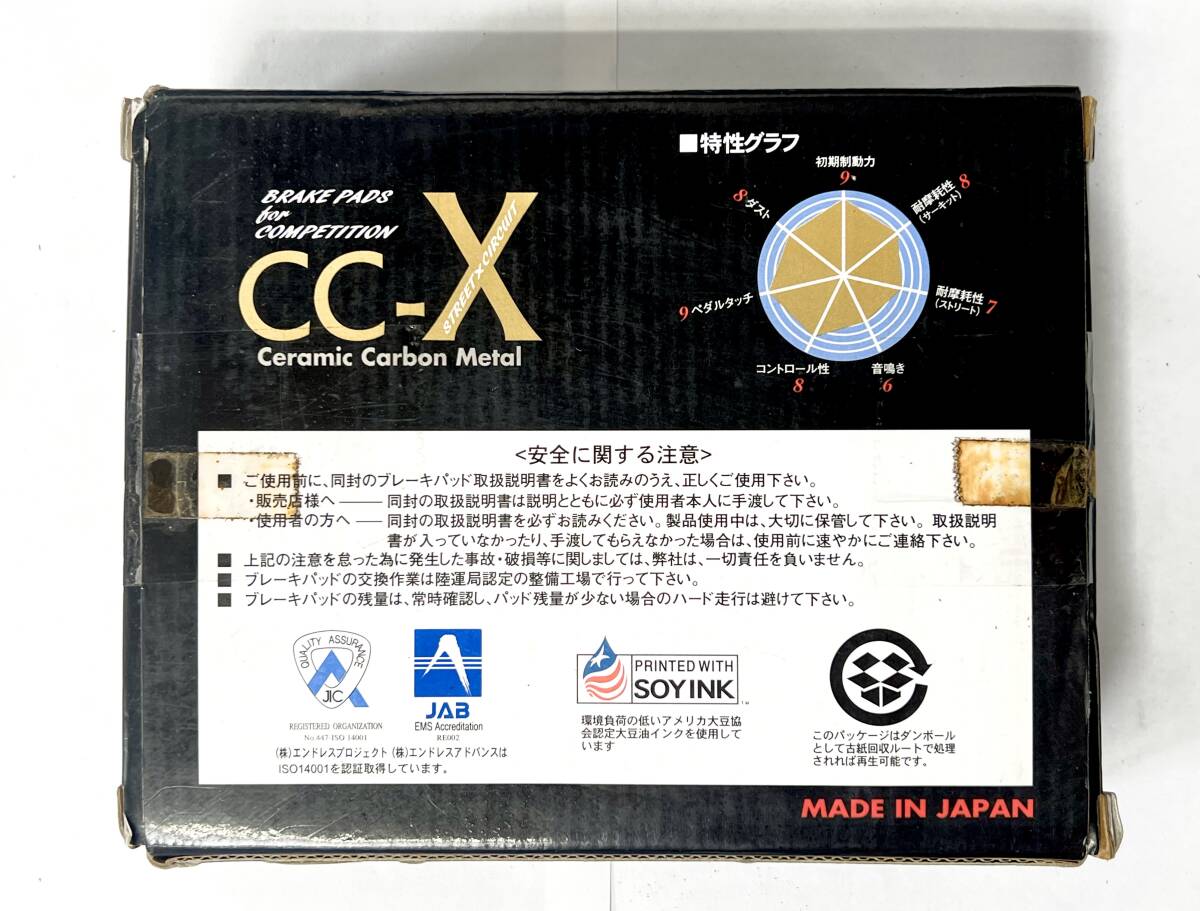 ■特性グラフ
初期制動力
9
耐摩耗性
(サーキット)
8
耐摩耗性
(ストリート)
7
音鳴き
6
コントロール性
8
9 ペダルタッチ
8 ダスト
BRAKE PADS
for
COMPETITION
CC-X
STREET X CIRCUIT
Ceramic Carbon Metal
<安全に関する注意>
■ ご使用前に、同封のブレーキパッド取扱説明書をよくお読みのうえ、正しくご使用下さい。
・販売店様へ ―― 同封の取扱説明書は説明とともに必ず使用者本人に手渡して下さい。
・使用者の方へ ― 同封の取扱説明書を必ずお読みください。製品使用中は、大切に保管して下さい。取扱説明
書が入っていなかったり、手渡してもらえなかった場合は、使用前に速やかにご連絡下さい。
■ 上記の注意を怠った為に発生した事故・破損等に関しましては、弊社は、一切責任を負いません。
■ ブレーキパッドの交換作業は陸運局認定の整備工場で行って下さい。
■ ブレーキパッドの残量は、常時確認し、パッド残量が少ない場合のハード走行は避けて下さい。
QUALITY ASSURANCE
JIC
REGISTERED ORGANIZATION
No.447-ISO 14001
JAB
EMS Accreditation
RE002
(株)エンドレスプロジェクト (株)エンドレスアドバンスは
ISO14001を認証取得しています。
PRINTED WITH
SOY INK
TM
環境負荷の低いアメリカ大豆協
会認定大豆油インクを使用して
います
このパッケージはダンボール
として古紙回収ルートで処理
されれば再生可能です。
MADE IN JAPAN